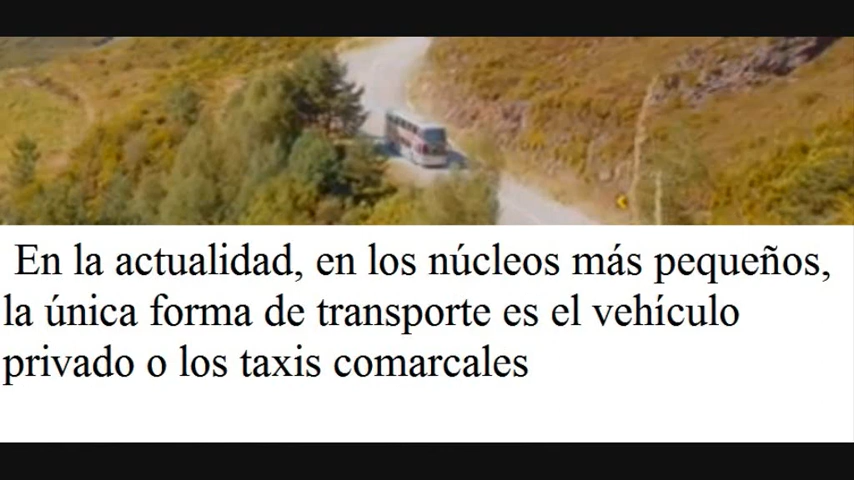 En la actualidad, en los núcleos más pequeños,
la única forma de transporte es el vehículo
privado o los taxis comarcales